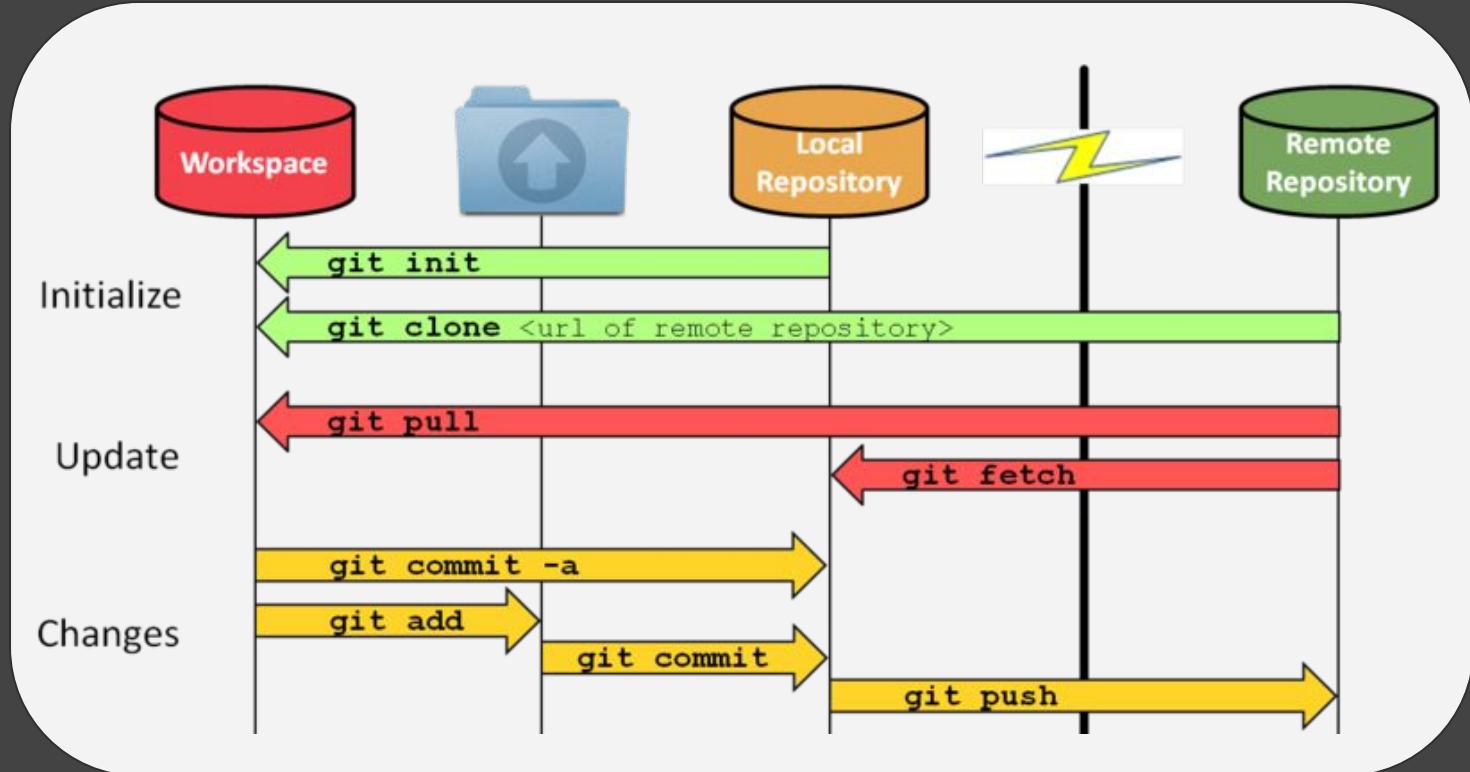 Workspace
Local
Repository
Remote
Repository
Initialize
git init
git clone <url of remote repository>
Update
git pull
git fetch
Changes
git commit -a
git add
git commit
git push